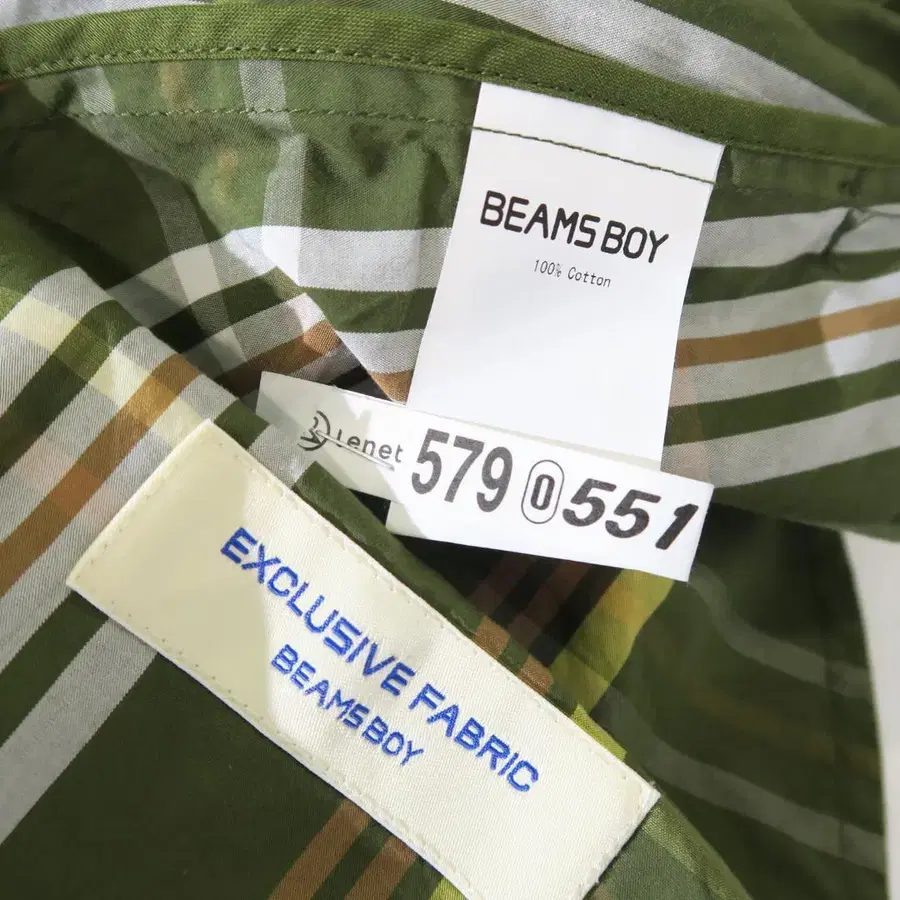 BEAMS BOY
100% Cotton
Lenet 579 0 551
EXCLUSIVE FABRIC
BEAMS BOY